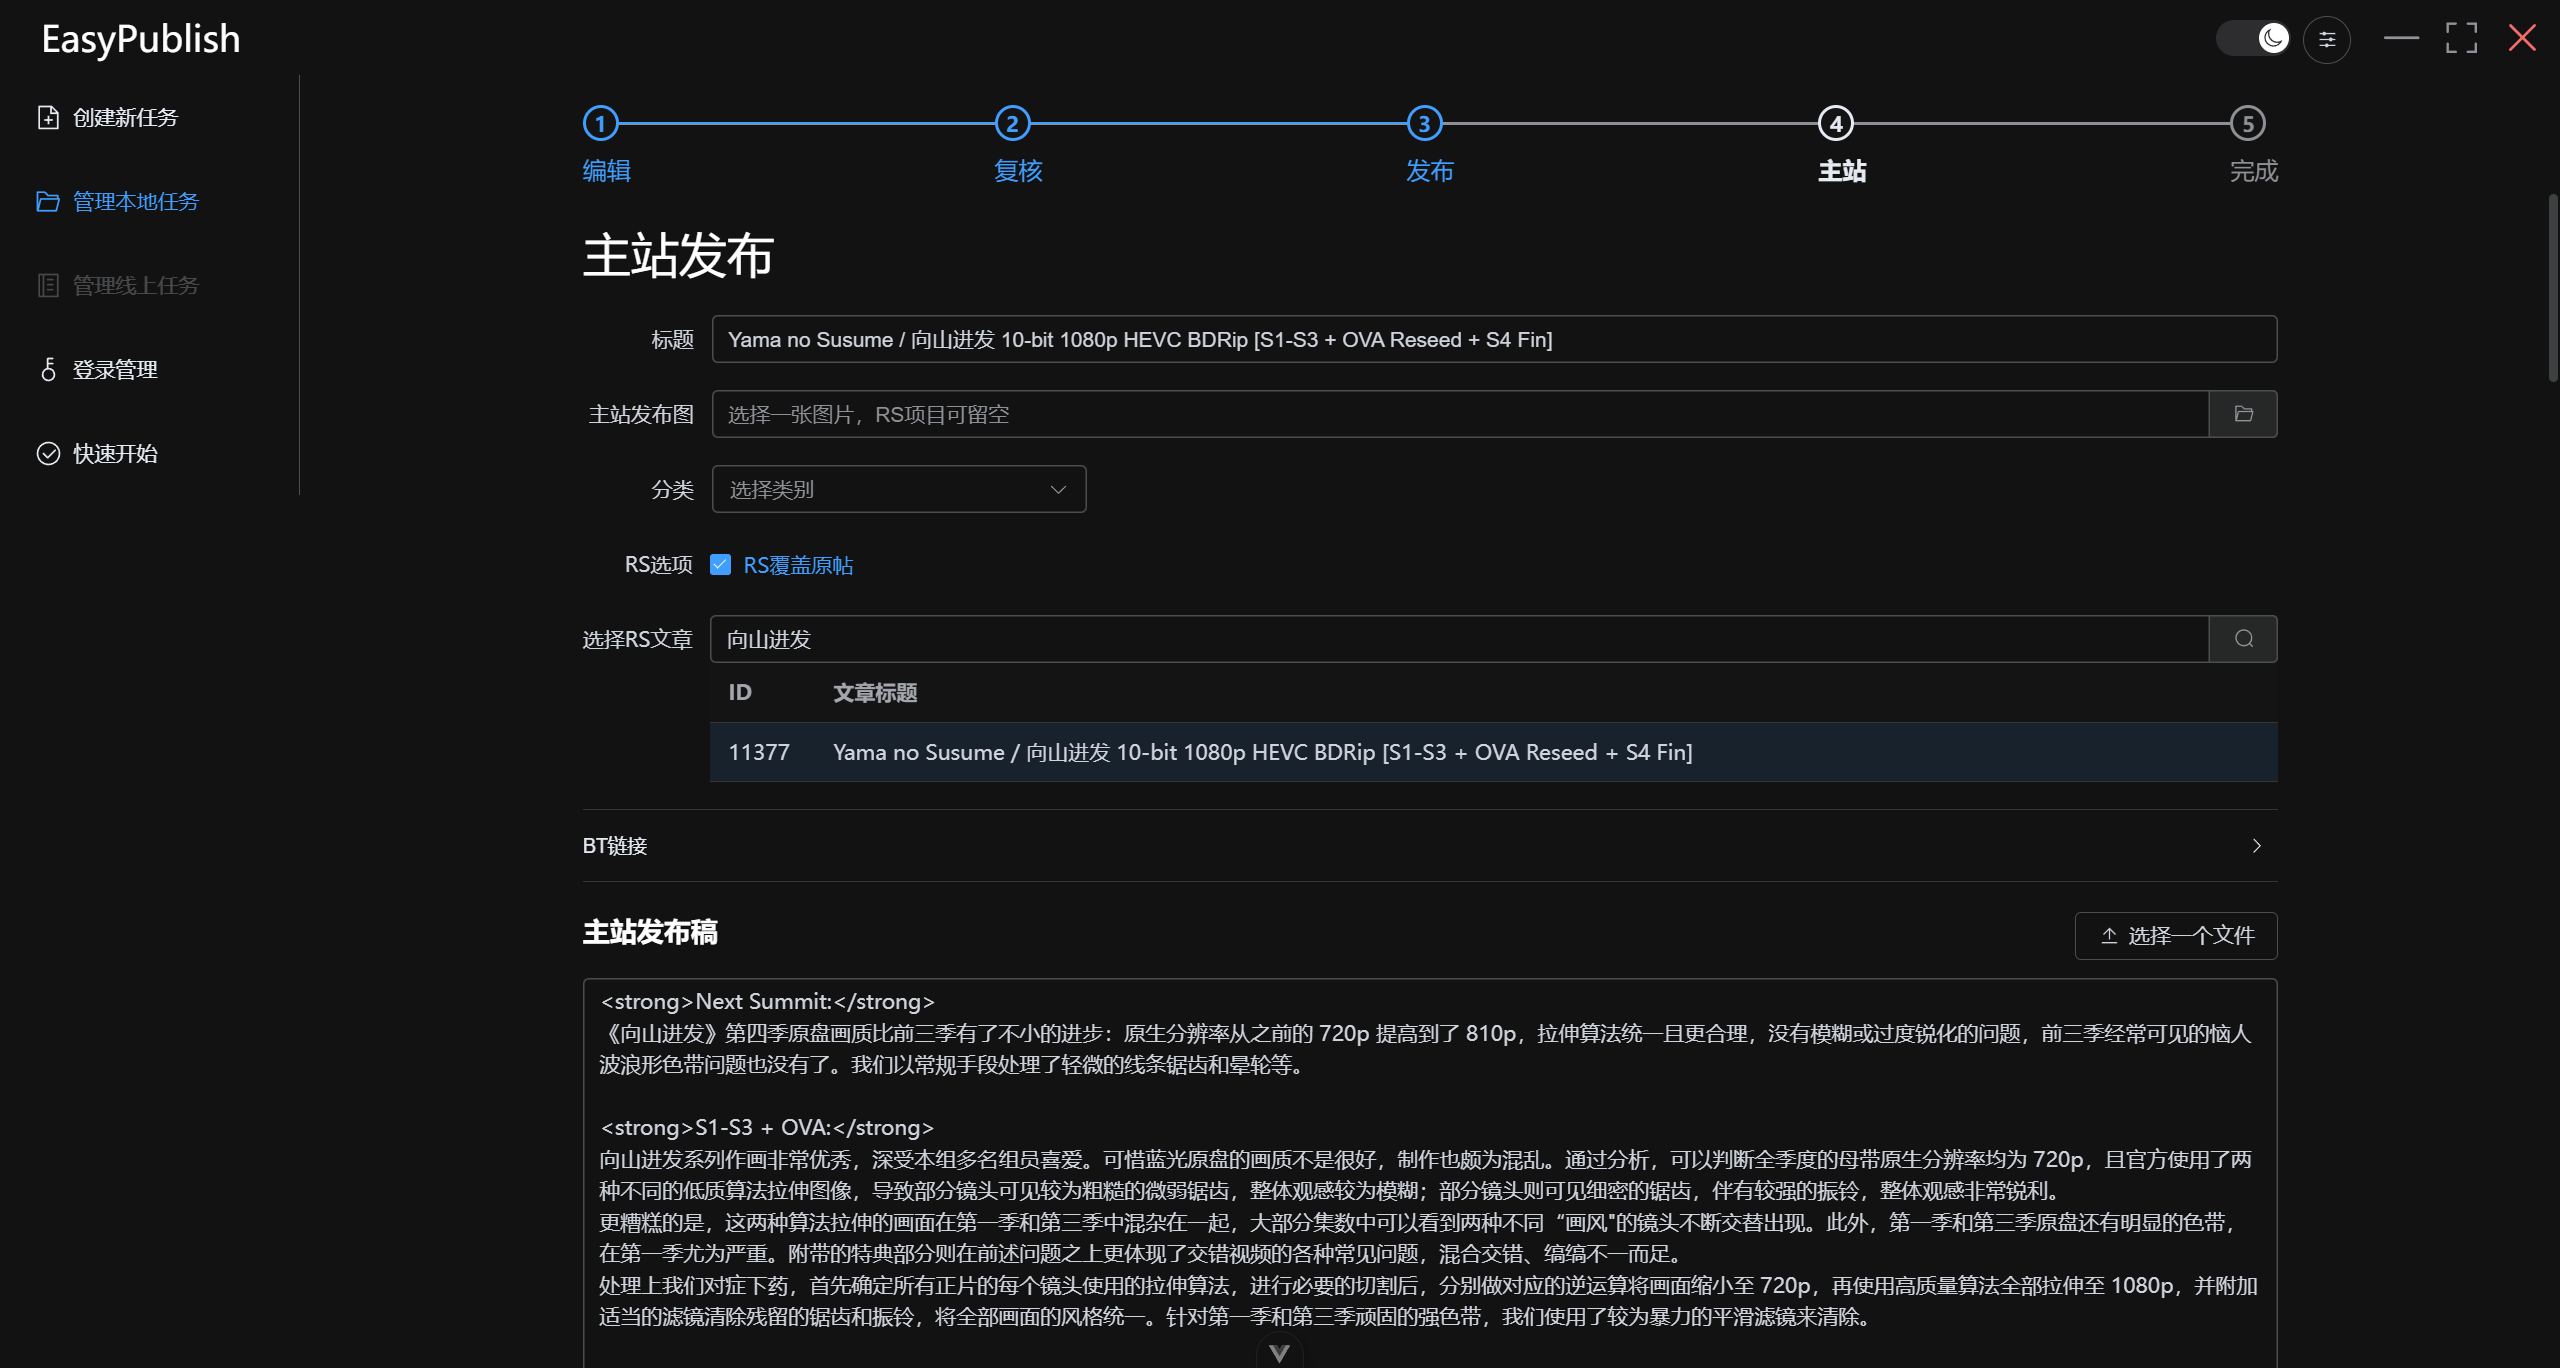 EasyPublish
创建新任务
管理本地任务
管理线上任务
登录管理
快速开始
1 2 3 4 5
编辑 复核 发布 主站 完成
主站发布
标题 Yama no Susume / 向山进发 10-bit 1080p HEVC BDRip [S1-S3 + OVA Reseed + S4 Fin]
主站发布图 选择一张图片，RS项目可留空
分类 选择类别
RS选项 RS覆盖原帖
选择RS文章 向山进发
ID 文章标题
11377 Yama no Susume / 向山进发 10-bit 1080p HEVC BDRip [S1-S3 + OVA Reseed + S4 Fin]
BT链接
主站发布稿 选择一个文件
<strong>Next Summit:</strong>
《向山进发》第四季原盘画质比前三季有了不小的进步：原生分辨率从之前的 720p 提高到了 810p，拉伸算法统一且更合理，没有模糊或过度锐化的问题，前三季经常可见的恼人
波浪形色带问题也没有了。我们以常规手段处理了轻微的线条锯齿和晕轮等。
<strong>S1-S3 + OVA:</strong>
向山进发系列作画非常优秀，深受本组多名组员喜爱。可惜蓝光原盘的画质不是很好，制作也颇为混乱。通过分析，可以判断全季度的母带原生分辨率均为 720p，且官方使用了两
种不同的低质算法拉伸图像，导致部分镜头可见较为粗糙的微弱锯齿，整体观感较为模糊；部分镜头则可见细密的锯齿，伴有较强的振铃，整体观感非常锐利。
更糟糕的是，这两种算法拉伸的画面在第一季和第三季中混杂在一起，大部分集数中可以看到两种不同“画风"的镜头不断交替出现。此外，第一季和第三季原盘还有明显的色带，
在第一季尤为严重。附带的特典部分则在前述问题之上更体现了交错视频的各种常见问题，混合交错、缟缟不一而足。
处理上我们对症下药，首先确定所有正片的每个镜头使用的拉伸算法，进行必要的切割后，分别做对应的逆运算将画面缩小至 720p，再使用高质量算法全部拉伸至 1080p，并附加
适当的滤镜清除残留的锯齿和振铃，将全部画面的风格统一。针对第一季和第三季顽固的强色带，我们使用了较为暴力的平滑滤镜来清除。